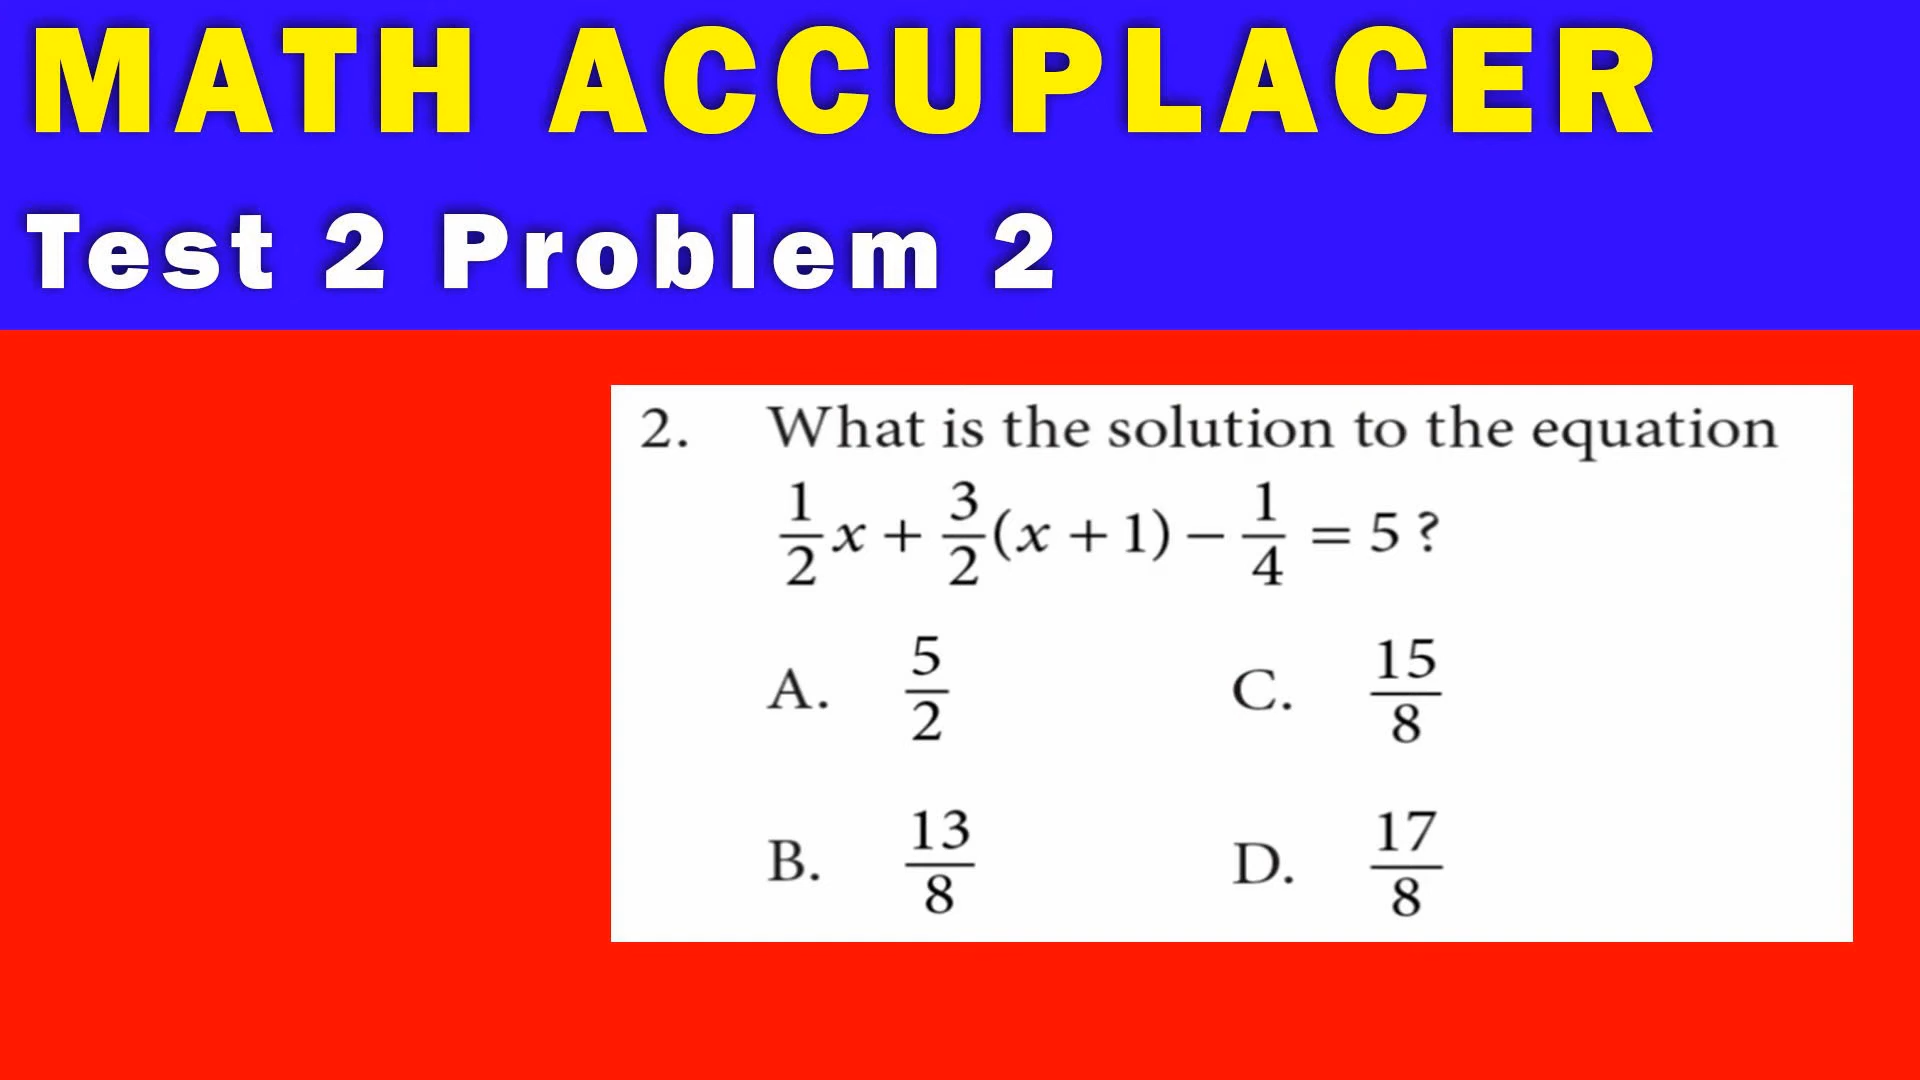 MATH ACCUPLACER
Test 2 Problem 2
2. What is the solution to the equation
1/2 x + 3/2 (x + 1) − 1/4 = 5 ?
A. 5/2 C. 15/8
B. 13/8 D. 17/8